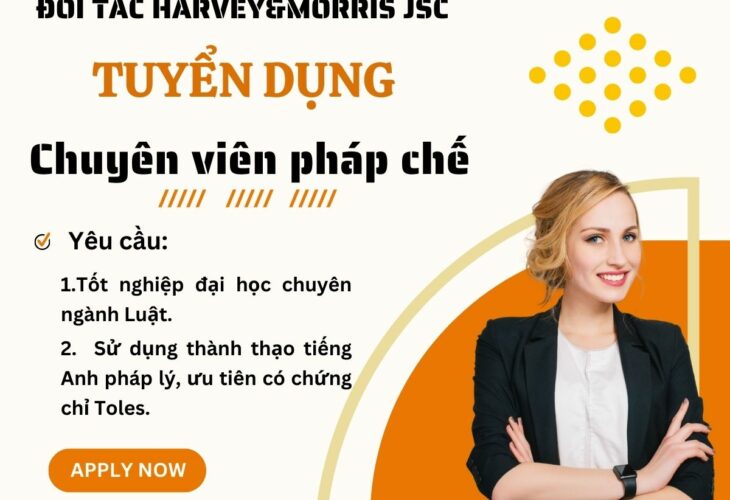 ĐỐI TÁC HARVEY&MORRIS JSC
TUYỂN DỤNG
Chuyên viên pháp chế
Yêu cầu:
1.Tốt nghiệp đại học chuyên
ngành Luật.
2. Sử dụng thành thạo tiếng
Anh pháp lý, ưu tiên có chứng
chỉ Toles.
APPLY NOW